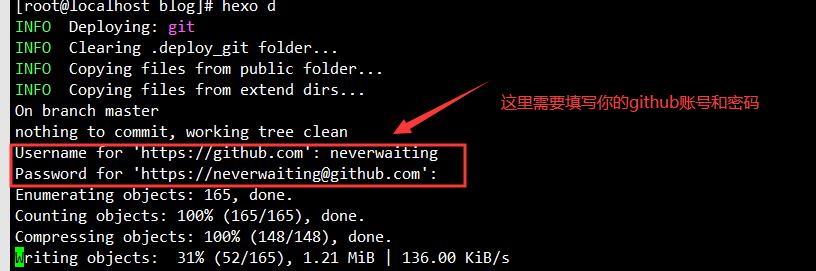 [root@localhost blog]# hexo d
INFO  Deploying: git
INFO  Clearing .deploy_git folder...
INFO  Copying files from public folder...
INFO  Copying files from extend dirs...
On branch master
nothing to commit, working tree clean
Username for 'https://github.com': neverwaiting
Password for 'https://neverwaiting@github.com':
这里需要填写你的github账号和密码
Enumerating objects: 165, done.
Counting objects: 100% (165/165), done.
Compressing objects: 100% (148/148), done.
Writing objects:  31% (52/165), 1.21 MiB | 136.00 KiB/s